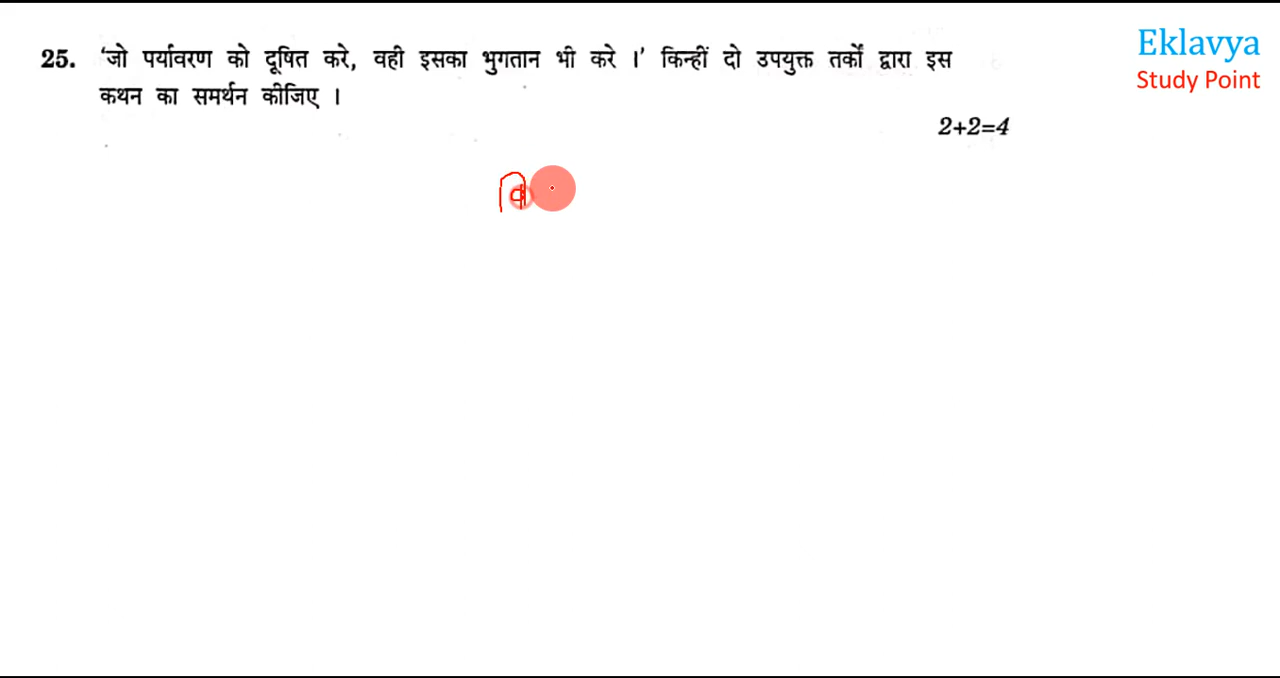 Eklavya
Study Point
25. 'जो पर्यावरण को दूषित करे, वही इसका भुगतान भी करे ।' किन्हीं दो उपयुक्त तर्कों द्वारा इस
कथन का समर्थन कीजिए ।
2+2=4
वि